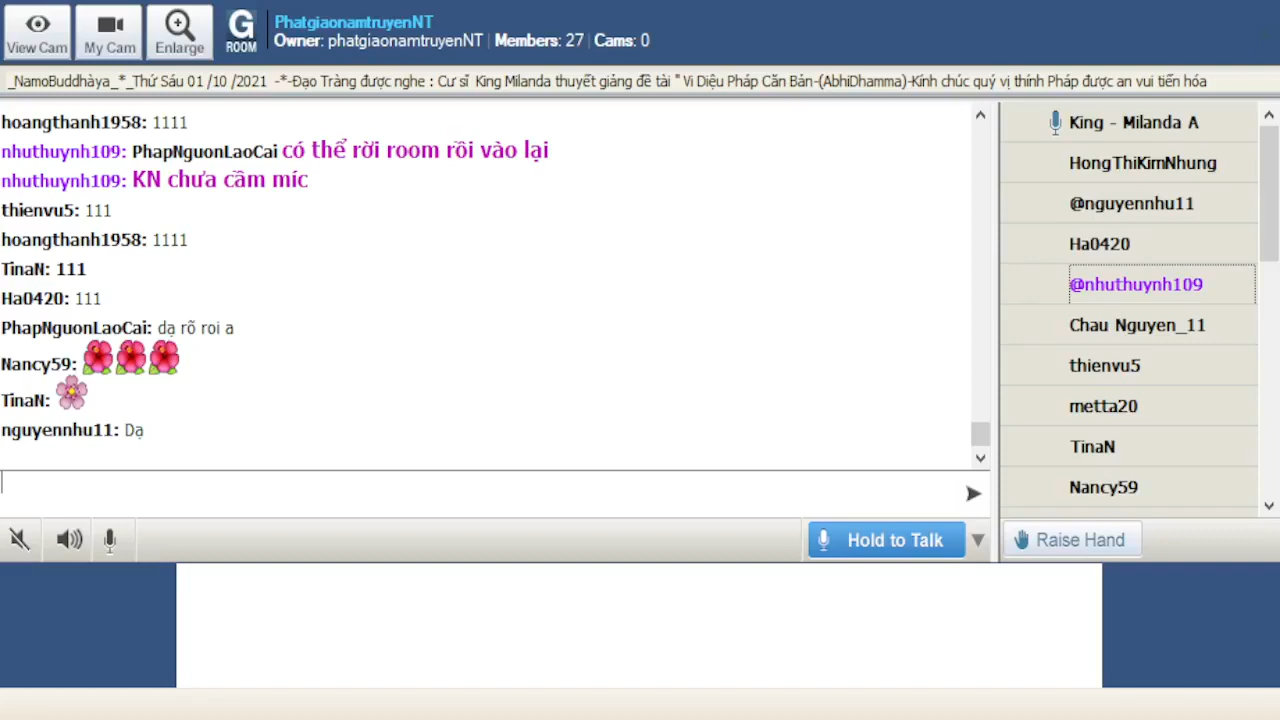 PhatgiaonamtruyenNT
Owner: phatgiaonamtruyenNT | Members: 27 | Cams: 0
View Cam
My Cam
Enlarge
G
ROOM
_NamoBuddhàya_*_Thứ Sáu 01 /10 /2021 -*-Đạo Tràng được nghe : Cư sĩ King Milanda thuyết giảng đề tài " Vi Diệu Pháp Căn Bản-(AbhiDhamma)-Kính chúc quý vị thính Pháp được an vui tiến hóa
hoangthanh1958: 1111
nhuthuynh109: PhapNguonLaoCai có thể rời room rồi vào lại
nhuthuynh109: KN chưa cầm míc
thienvu5: 111
hoangthanh1958: 1111
TinaN: 111
Ha0420: 111
PhapNguonLaoCai: dạ rõ roi a
Nancy59:
TinaN:
nguyennhu11: Dạ
King - Milanda A
HongThiKimNhung
@nguyennhu11
Ha0420
@nhuthuynh109
Chau Nguyen_11
thienvu5
metta20
TinaN
Nancy59
Hold to Talk
Raise Hand